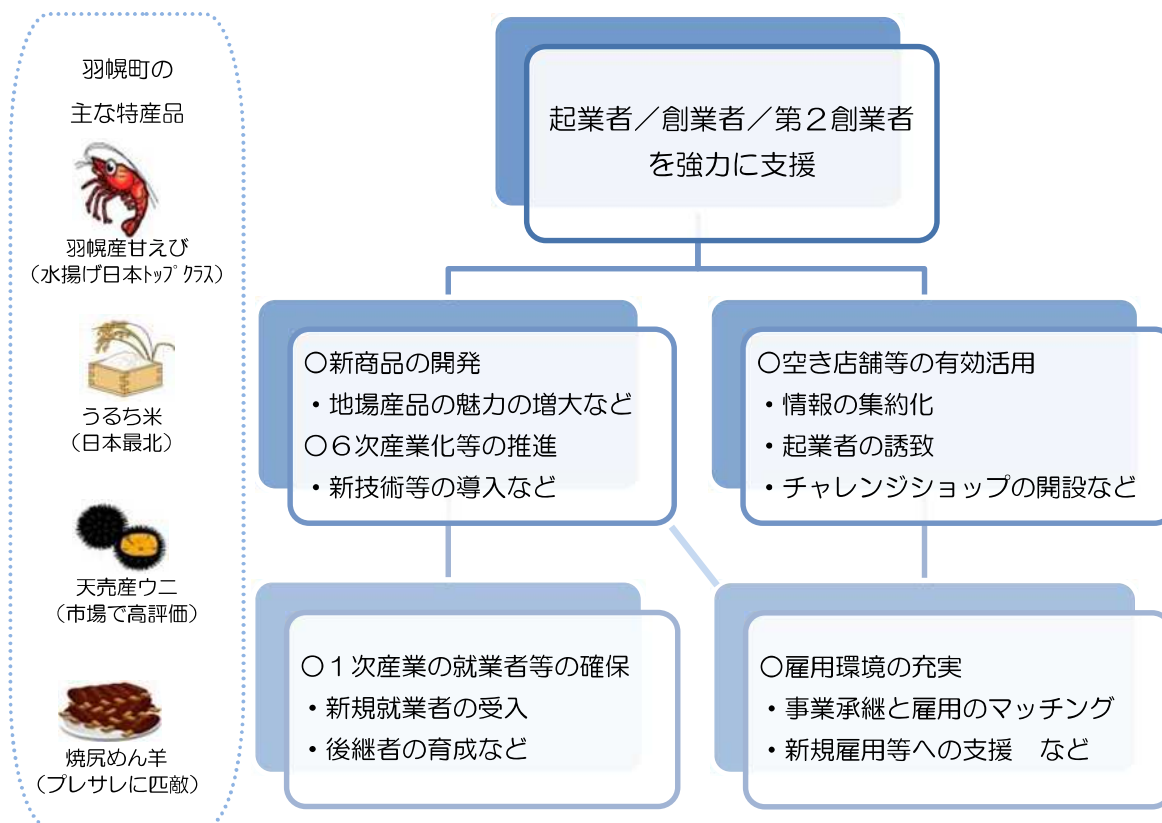 羽幌町の
主な特産品
羽幌産甘えび
（水揚げ日本ﾄｯﾌﾟｸﾗｽ）
うるち米
（日本最北）
天売産ウニ
（市場で高評価）
焼尻めん羊
（プレサレに匹敵）
起業者／創業者／第２創業者
を強力に支援
○新商品の開発
・地場産品の魅力の増大など
○６次産業化等の推進
・新技術等の導入など
○空き店舗等の有効活用
・情報の集約化
・起業者の誘致
・チャレンジショップの開設など
○１次産業の就業者等の確保
・新規就業者の受入
・後継者の育成など
○雇用環境の充実
・事業承継と雇用のマッチング
・新規雇用等への支援　など